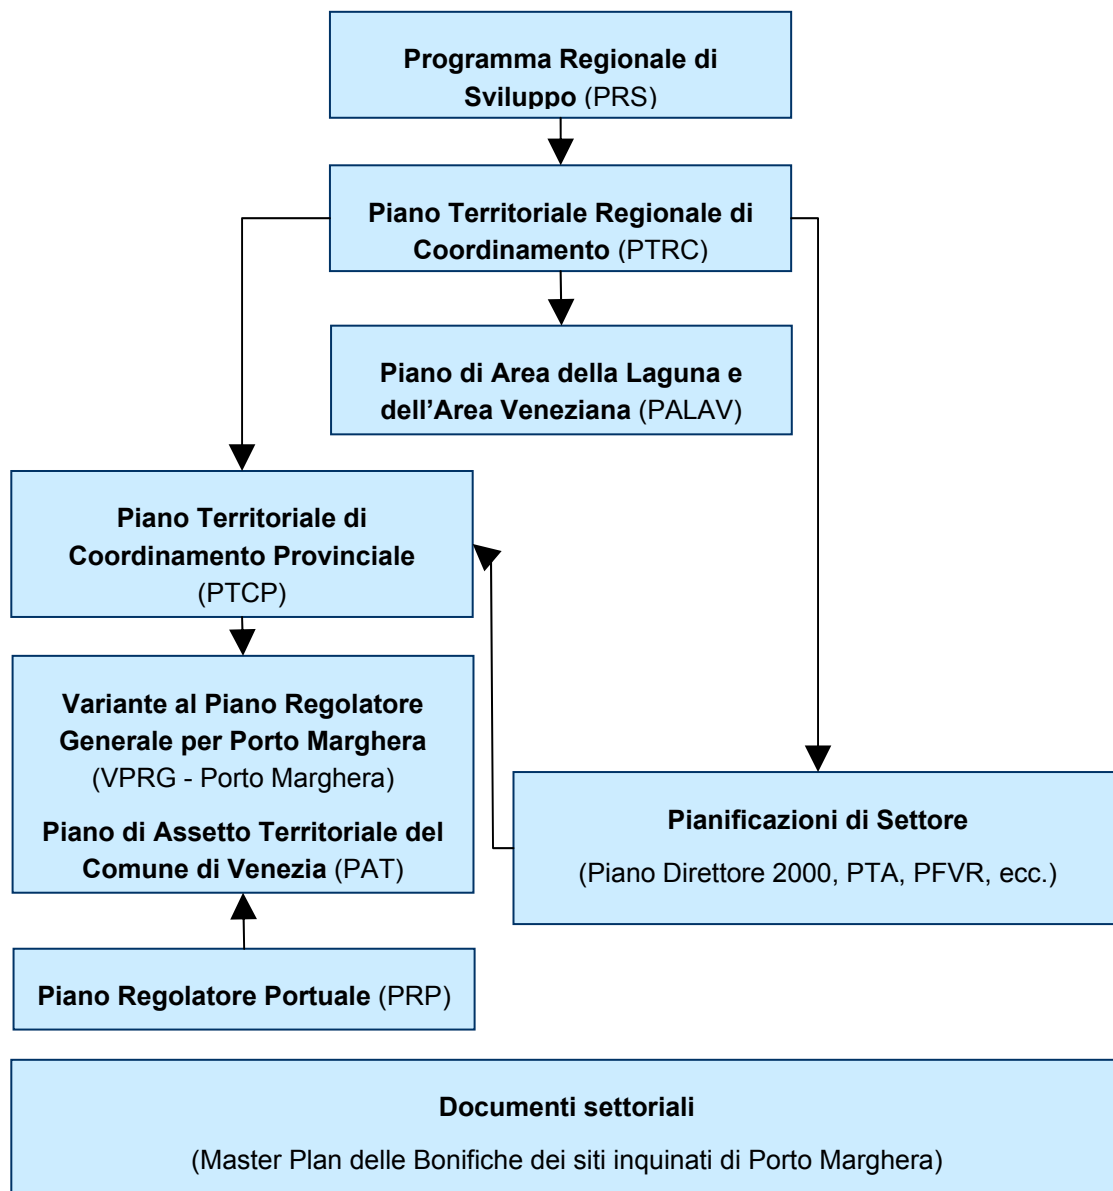 Programma Regionale di
Sviluppo (PRS)
Piano Territoriale Regionale di
Coordinamento (PTRC)
Piano di Area della Laguna e
dell’Area Veneziana (PALAV)
Piano Territoriale di
Coordinamento Provinciale
(PTCP)
Variante al Piano Regolatore
Generale per Porto Marghera
(VPRG - Porto Marghera)
Piano di Assetto Territoriale del
Comune di Venezia (PAT)
Pianificazioni di Settore
(Piano Direttore 2000, PTA, PFVR, ecc.)
Piano Regolatore Portuale (PRP)
Documenti settoriali
(Master Plan delle Bonifiche dei siti inquinati di Porto Marghera)